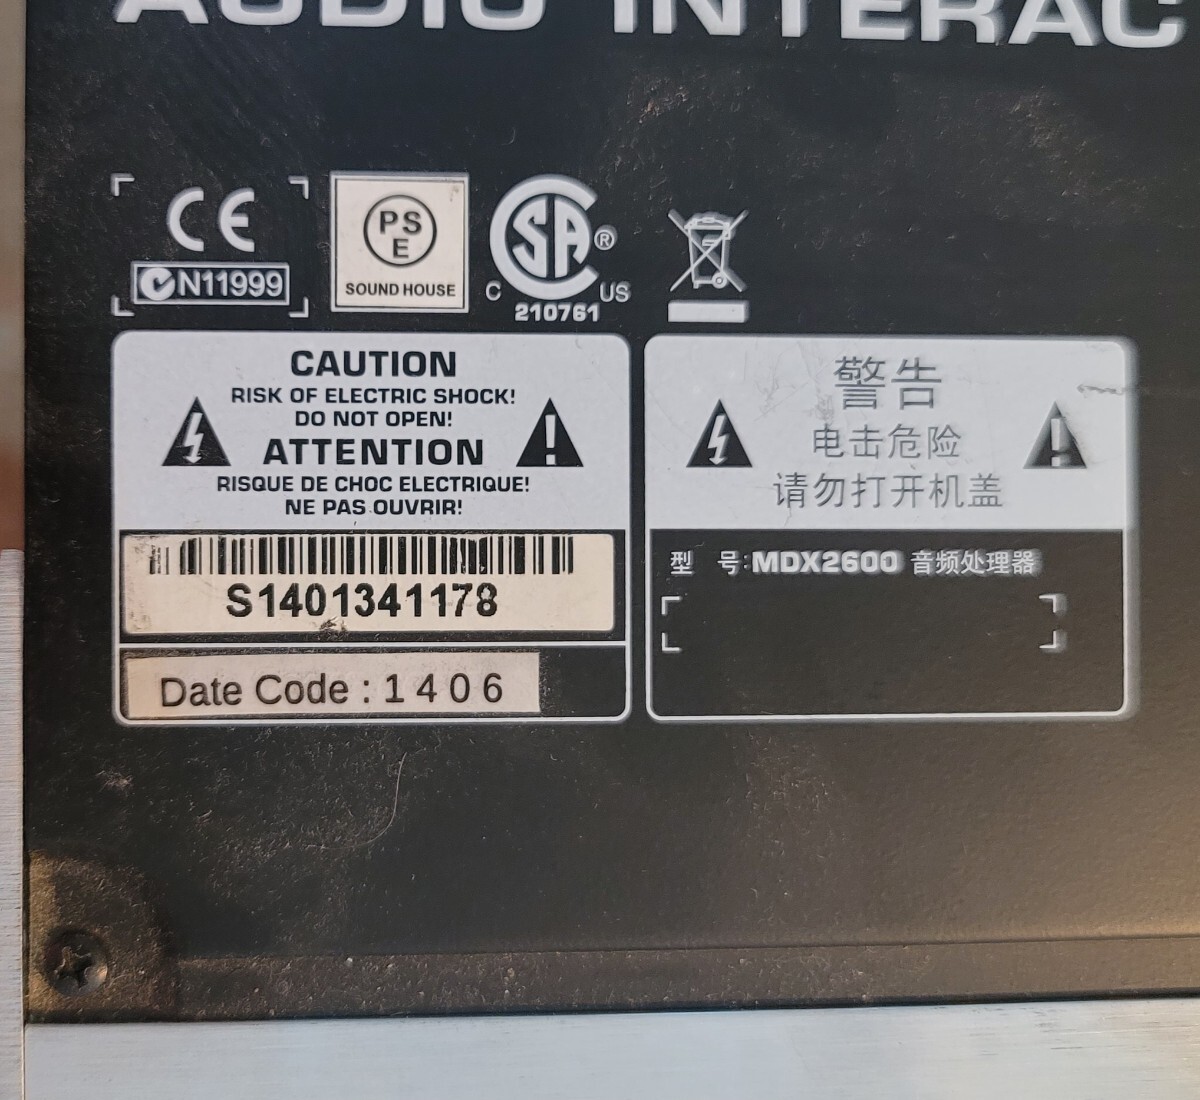 AUDIO INTERAC
CE
N11999
PS
E
SOUND HOUSE
SA ®
C US
210761
CAUTION
RISK OF ELECTRIC SHOCK!
DO NOT OPEN!
ATTENTION
RISQUE DE CHOC ELECTRIQUE!
NE PAS OUVRIR!
S1401341178
Date Code : 1 4 0 6
警告
电击危险
请勿打开机盖
型 号:MDX2600 音频处理器